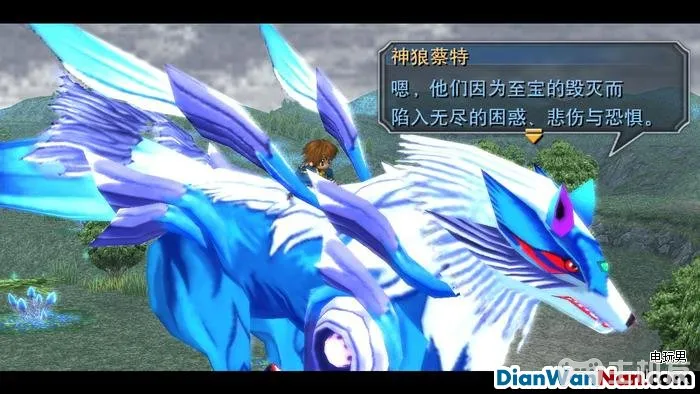 神狼蔡特
嗯，他们因为至宝的毁灭而
陷入无尽的困惑、悲伤与恐惧。
电玩男
DianWanNan.com